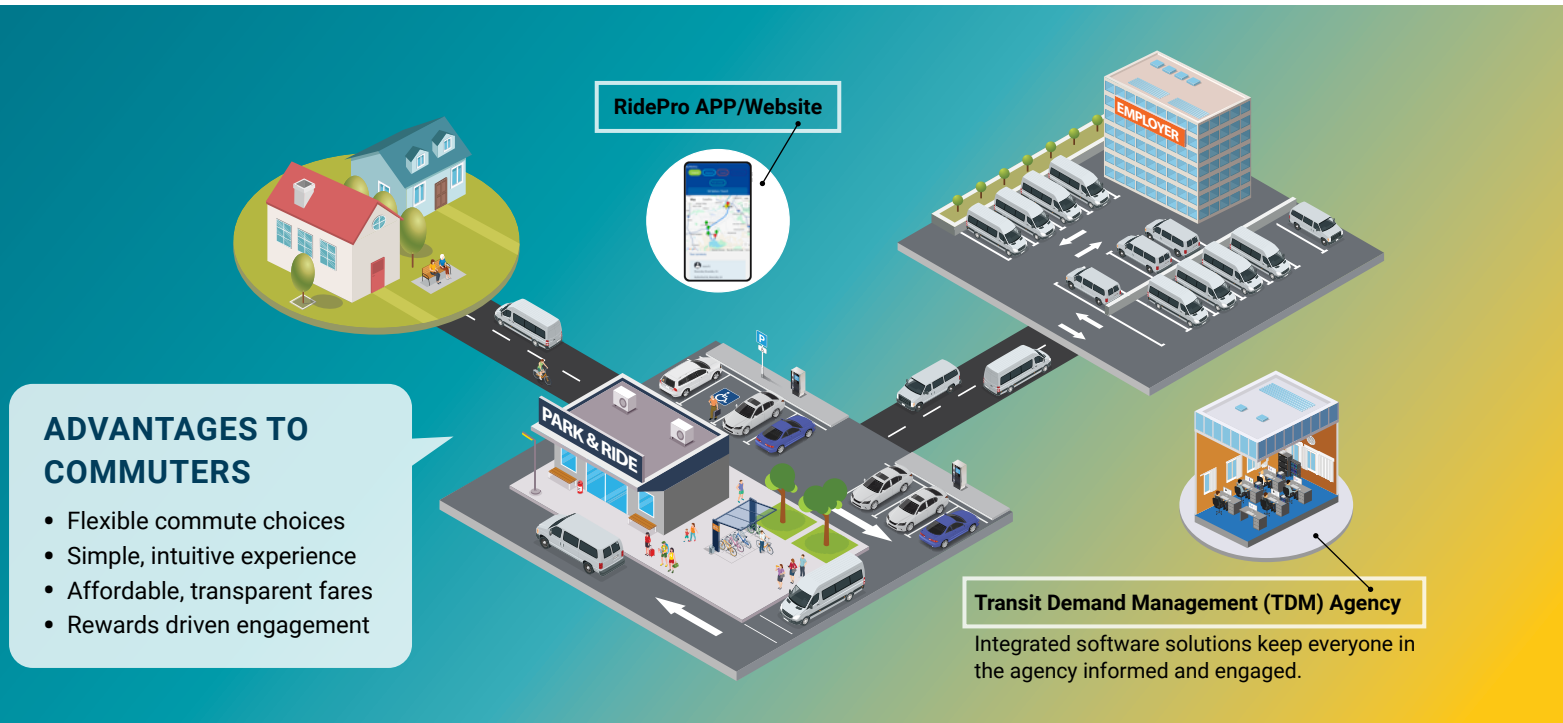 RidePro APP/Website
EMPLOYER
P
PARK & RIDE
ADVANTAGES TO
COMMUTERS
• Flexible commute choices
• Simple, intuitive experience
• Affordable, transparent fares
• Rewards driven engagement
Transit Demand Management (TDM) Agency
Integrated software solutions keep everyone in
the agency informed and engaged.